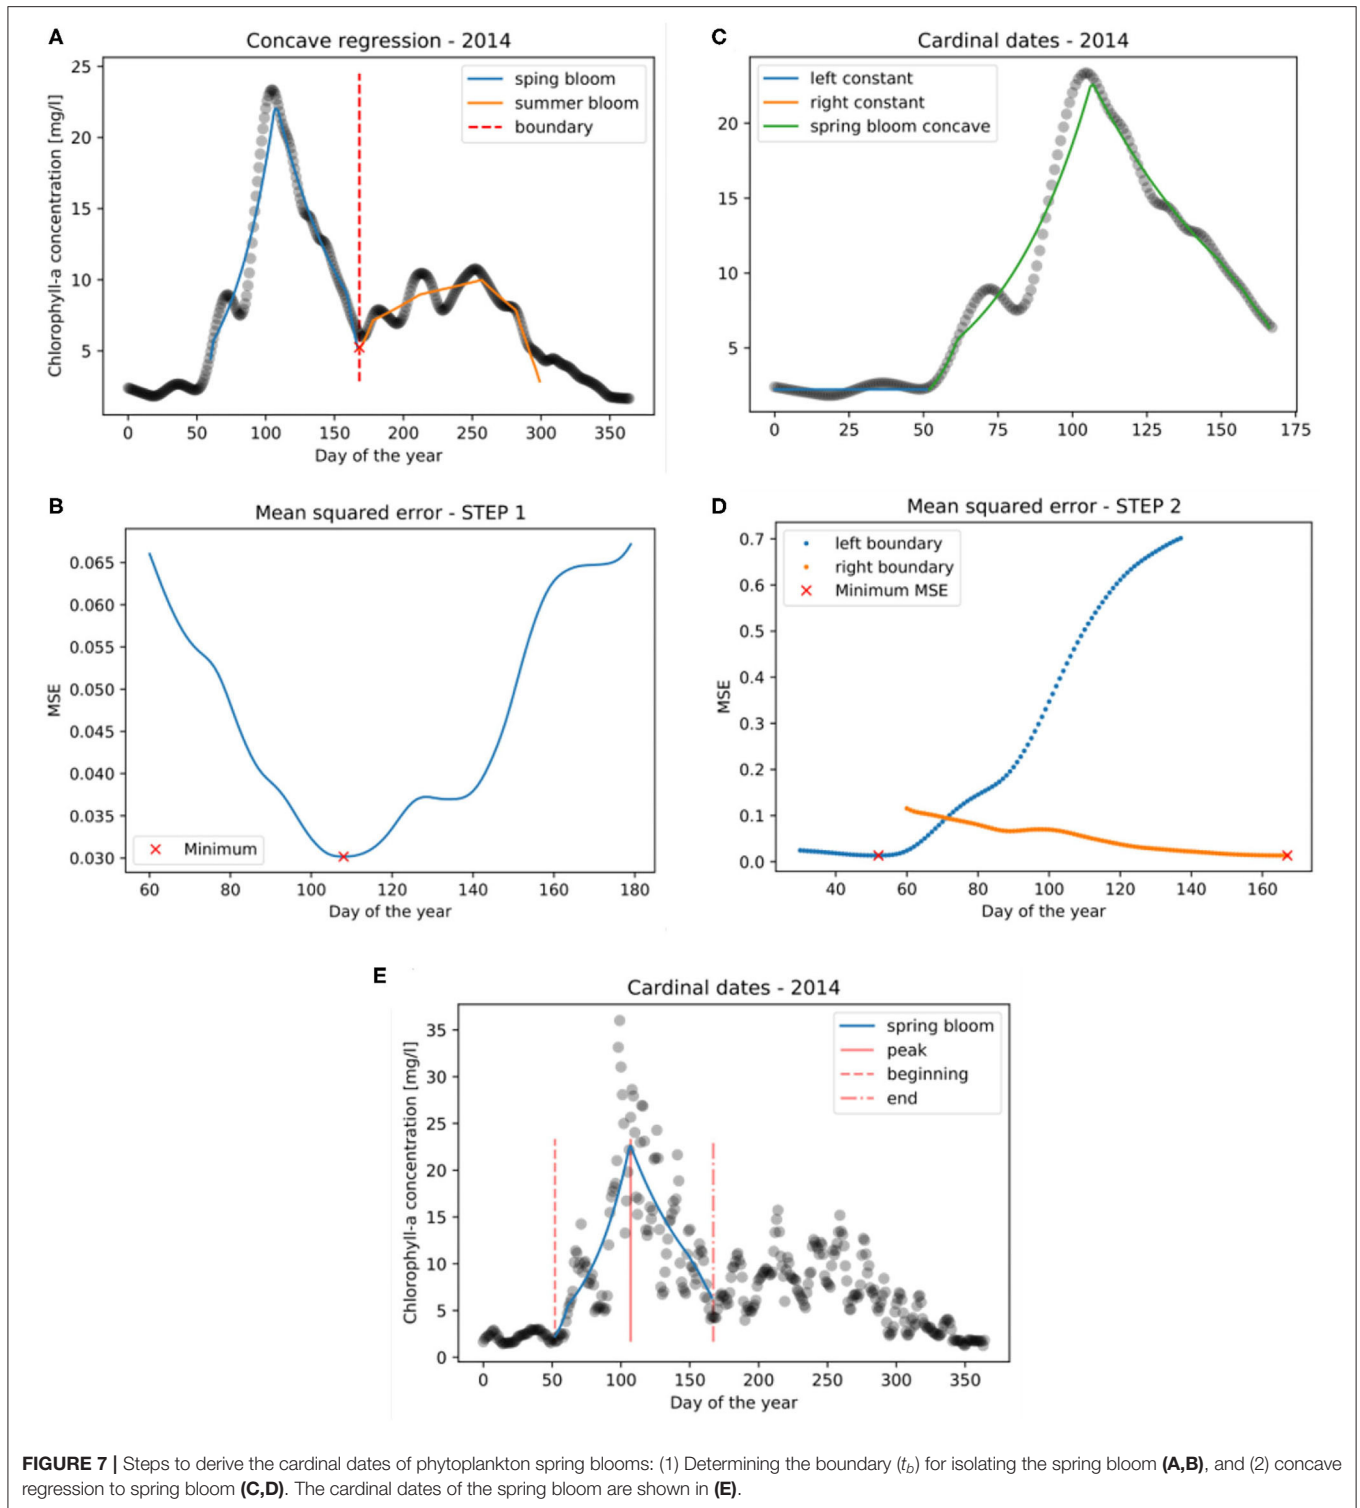 A
Concave regression - 2014
Chlorophyll-a concentration [mg/l]
25
20
15
10
5
sping bloom
summer bloom
boundary
0 50 100 150 200 250 300 350
Day of the year
C
Cardinal dates - 2014
20
15
10
5
left constant
right constant
spring bloom concave
0 25 50 75 100 125 150 175
B
Mean squared error - STEP 1
MSE
0.065
0.060
0.055
0.050
0.045
0.040
0.035
0.030
Minimum
60 80 100 120 140 160 180
Day of the year
D
Mean squared error - STEP 2
MSE
0.7
0.6
0.5
0.4
0.3
0.2
0.1
0.0
left boundary
right boundary
Minimum MSE
40 60 80 100 120 140 160
Day of the year
E
Cardinal dates - 2014
Chlorophyll-a concentration [mg/l]
35
30
25
20
15
10
5
0
spring bloom
peak
beginning
end
0 50 100 150 200 250 300 350
Day of the year
FIGURE 7 | Steps to derive the cardinal dates of phytoplankton spring blooms: (1) Determining the boundary (t_b) for isolating the spring bloom (A,B), and (2) concave
regression to spring bloom (C,D). The cardinal dates of the spring bloom are shown in (E).